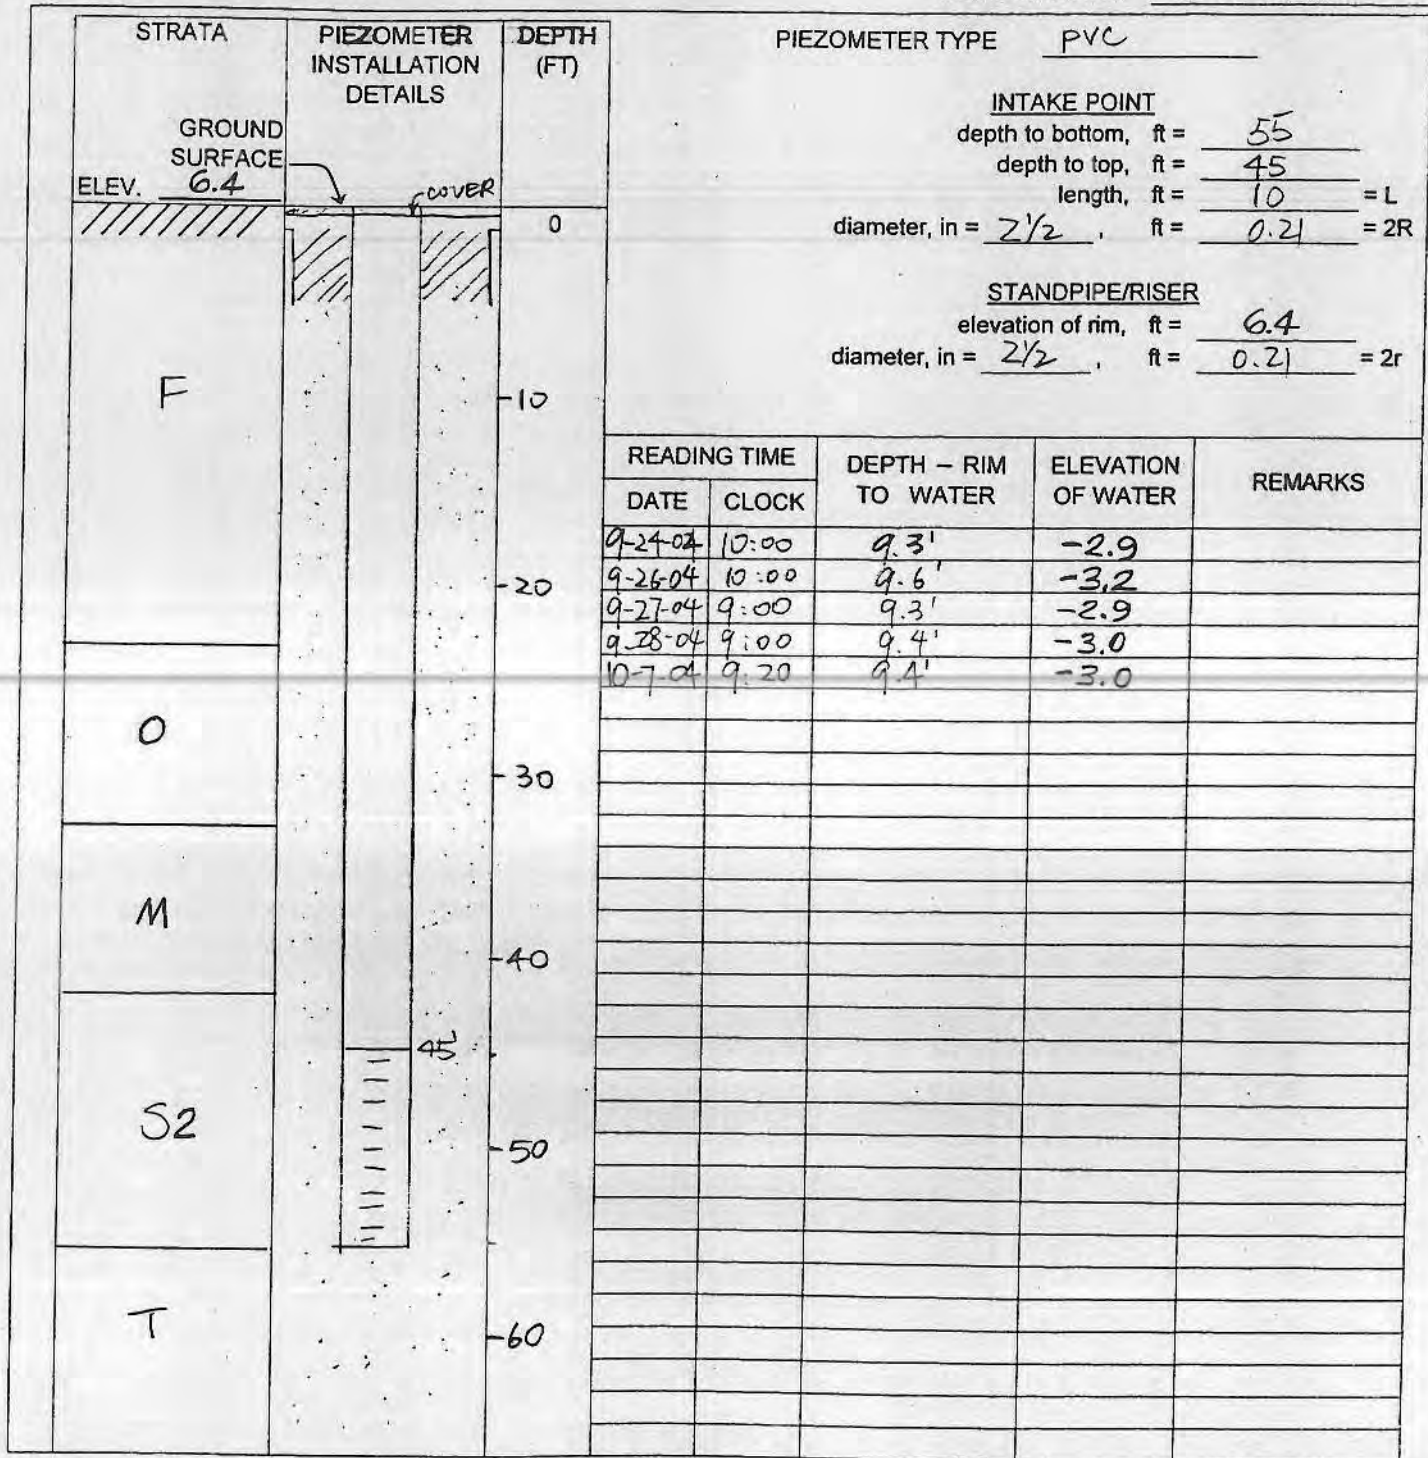 STRATA
PIEZOMETER INSTALLATION DETAILS
DEPTH (FT)
GROUND SURFACE
ELEV. 6.4
COVER
0
F
-10
-20
O
-30
M
-40
45'
S2
-50
T
-60
PIEZOMETER TYPE PVC
INTAKE POINT
depth to bottom, ft = 55
depth to top, ft = 45
length, ft = 10 = L
diameter, in = 2 1/2 , ft = 0.21 = 2R
STANDPIPE/RISER
elevation of rim, ft = 6.4
diameter, in = 2 1/2 , ft = 0.21 = 2r
READING TIME
DATE CLOCK
DEPTH – RIM TO WATER
ELEVATION OF WATER
REMARKS
9-24-04 10:00 9.3' -2.9
9-26-04 10:00 9.6' -3.2
9-27-04 9:00 9.3' -2.9
9-28-04 9:00 9.4' -3.0
10-7-04 9:20 9.4' -3.0